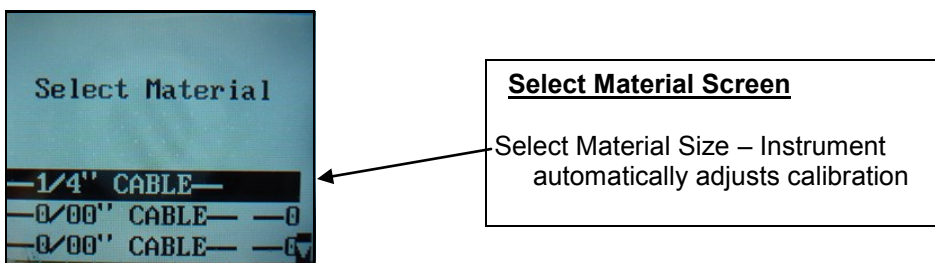 Select Material
—1/4'' CABLE—
—0/00'' CABLE— —0
—0/00'' CABLE— —0
Select Material Screen
Select Material Size – Instrument
automatically adjusts calibration